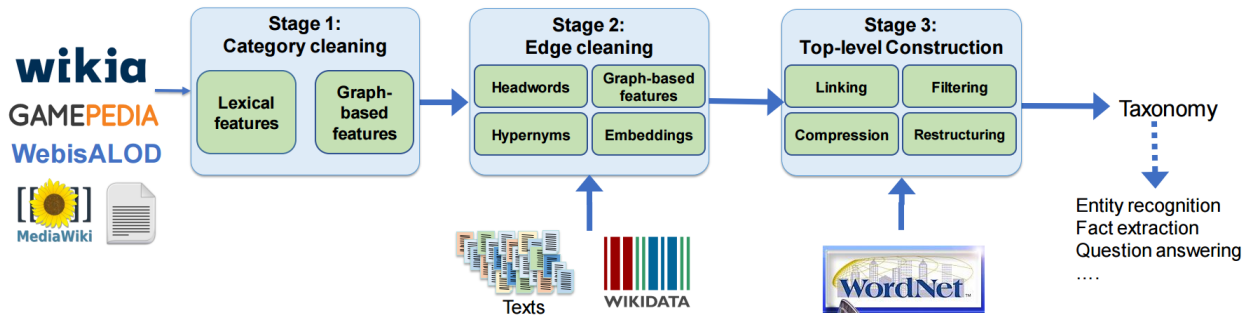 wikia
GAMEPEDIA
WebisALOD
[[ ]]
MediaWiki
Stage 1:
Category cleaning
Lexical
features
Graph-
based
features
Stage 2:
Edge cleaning
Headwords
Graph-based
features
Hypernyms
Embeddings
Texts
WIKIDATA
Stage 3:
Top-level Construction
Linking
Filtering
Compression
Restructuring
WordNet™
Taxonomy
Entity recognition
Fact extraction
Question answering
....